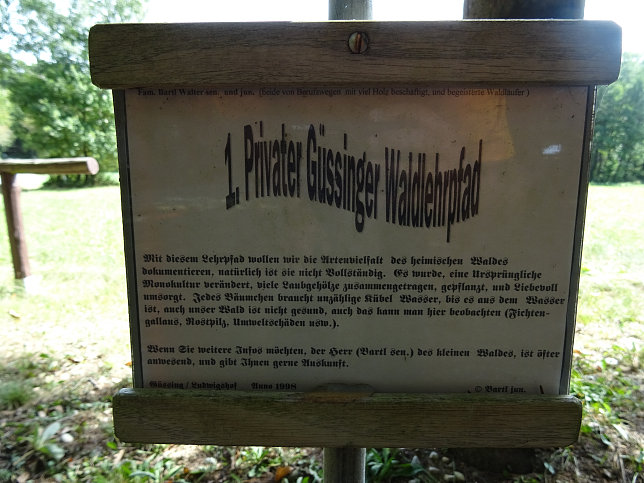 Fam. Bartl Walter sen. und jun. (beide von Berufswegen mit viel Holz beschäftigt, und begeisterte Waldläufer )
1. Privater Güssinger Waldlehrpfad
Mit diesem Lehrpfad wollen wir die Artenvielfalt des heimischen Waldes
dokumentieren, natürlich ist sie nicht Vollständig. Es wurde, eine Ursprüngliche
Monokultur verändert, viele Laubgehölze zusammengetragen, gepflanzt, und Liebevoll
umsorgt. Jedes Bäumchen braucht unzählige Kübel Wasser, bis es aus dem Wasser
ist, auch unser Wald ist nicht gesund, auch das kann man hier beobachten (Fichten-
gallaus, Rostpilz, Umweltschäden usw.).
Wenn Sie weitere Infos möchten, der Herr (Bartl sen.) des kleinen Waldes, ist öfter
anwesend, und gibt Ihnen gerne Auskunft.
Güssing / Ludwigshof Anno 1998 © Bartl jun.